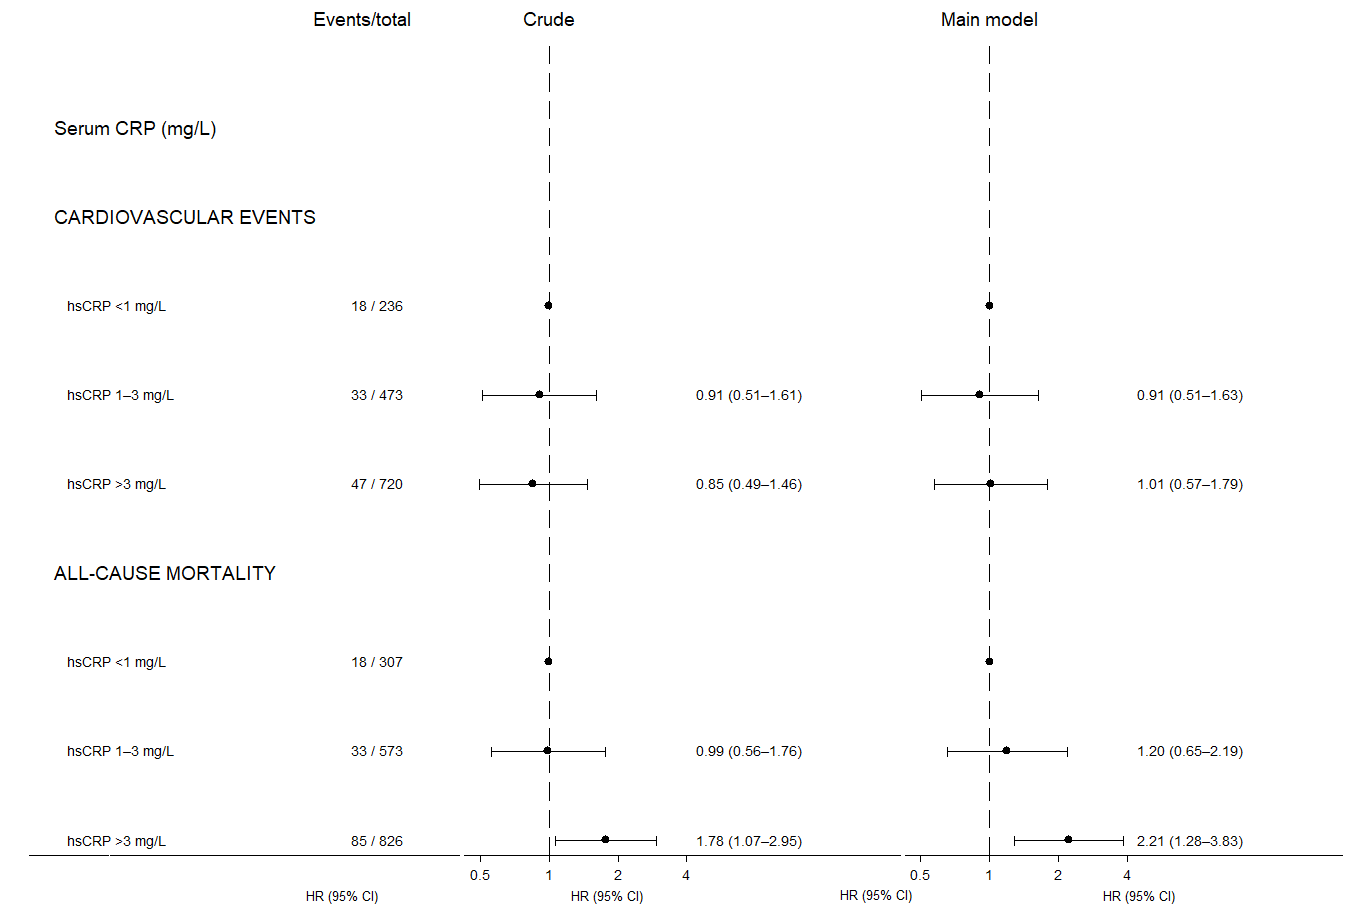 Events/total Crude Main model
Serum CRP (mg/L)
CARDIOVASCULAR EVENTS
hsCRP <1 mg/L 18 / 236
hsCRP 1–3 mg/L 33 / 473 0.91 (0.51–1.61) 0.91 (0.51–1.63)
hsCRP >3 mg/L 47 / 720 0.85 (0.49–1.46) 1.01 (0.57–1.79)
ALL-CAUSE MORTALITY
hsCRP <1 mg/L 18 / 307
hsCRP 1–3 mg/L 33 / 573 0.99 (0.56–1.76) 1.20 (0.65–2.19)
hsCRP >3 mg/L 85 / 826 1.78 (1.07–2.95) 2.21 (1.28–3.83)
0.5 1 2 4 0.5 1 2 4
HR (95% CI) HR (95% CI) HR (95% CI) HR (95% CI)